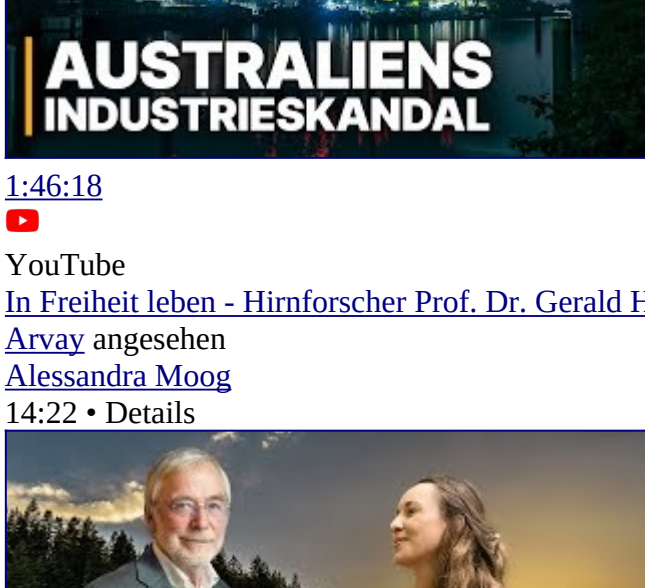 AUSTRALIENS
INDUSTRIESKANDAL
1:46:18
YouTube
In Freiheit leben - Hirnforscher Prof. Dr. Gerald
Arvay angesehen
Alessandra Moog
14:22 • Details